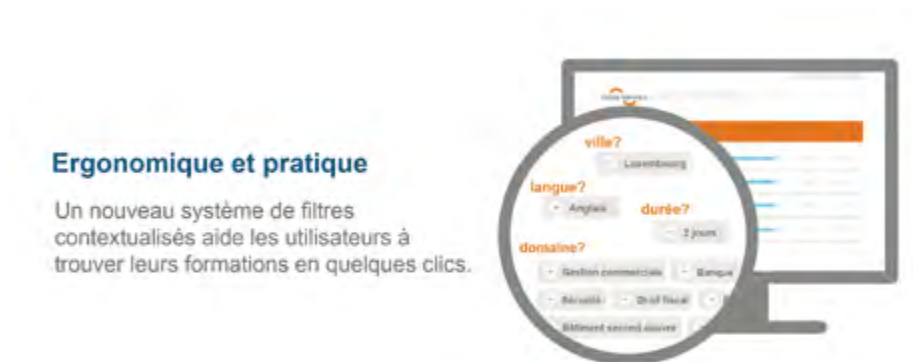 Ergonomique et pratique
Un nouveau système de filtres
contextualisés aide les utilisateurs à
trouver leurs formations en quelques clics.
ville?
Luxembourg
langue?
- Anglais
durée?
- 2 jours
domaine?
- Gestion commerciale - Banque
- Sécurité - Droit fiscal -
Bâtiment second œuvre